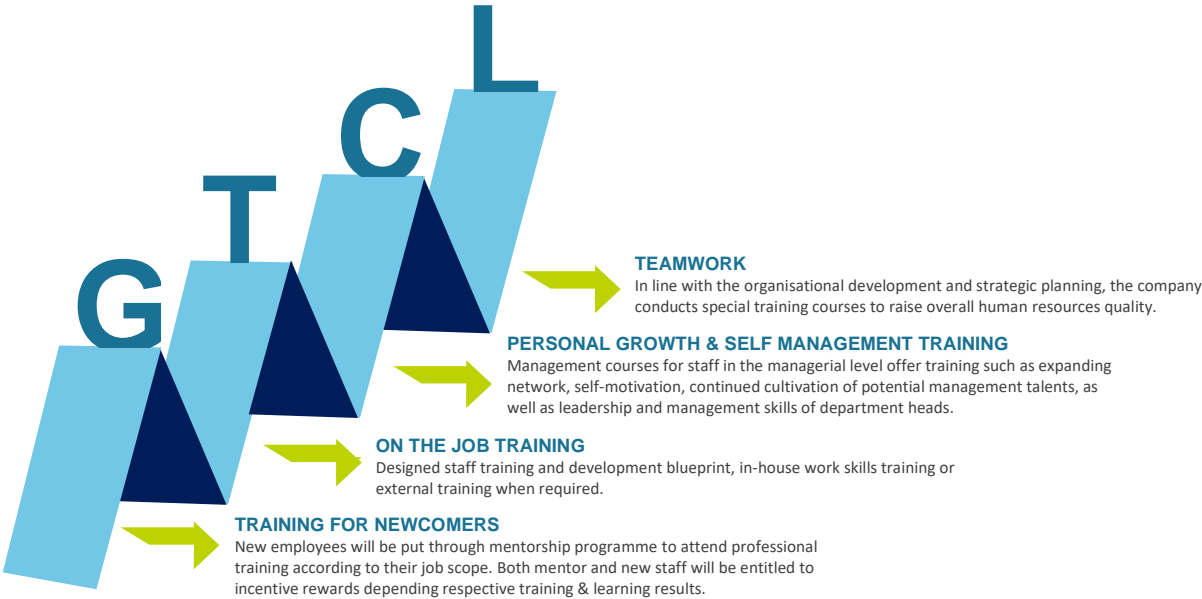 L
C
T
G
TEAMWORK
In line with the organisational development and strategic planning, the company
conducts special training courses to raise overall human resources quality.
PERSONAL GROWTH & SELF MANAGEMENT TRAINING
Management courses for staff in the managerial level offer training such as expanding
network, self-motivation, continued cultivation of potential management talents, as
well as leadership and management skills of department heads.
ON THE JOB TRAINING
Designed staff training and development blueprint, in-house work skills training or
external training when required.
TRAINING FOR NEWCOMERS
New employees will be put through mentorship programme to attend professional
training according to their job scope. Both mentor and new staff will be entitled to
incentive rewards depending respective training & learning results.